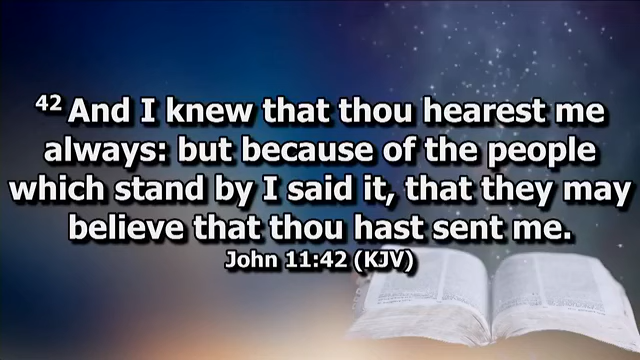 42 And I knew that thou hearest me
always: but because of the people
which stand by I said it, that they may
believe that thou hast sent me.
John 11:42 (KJV)